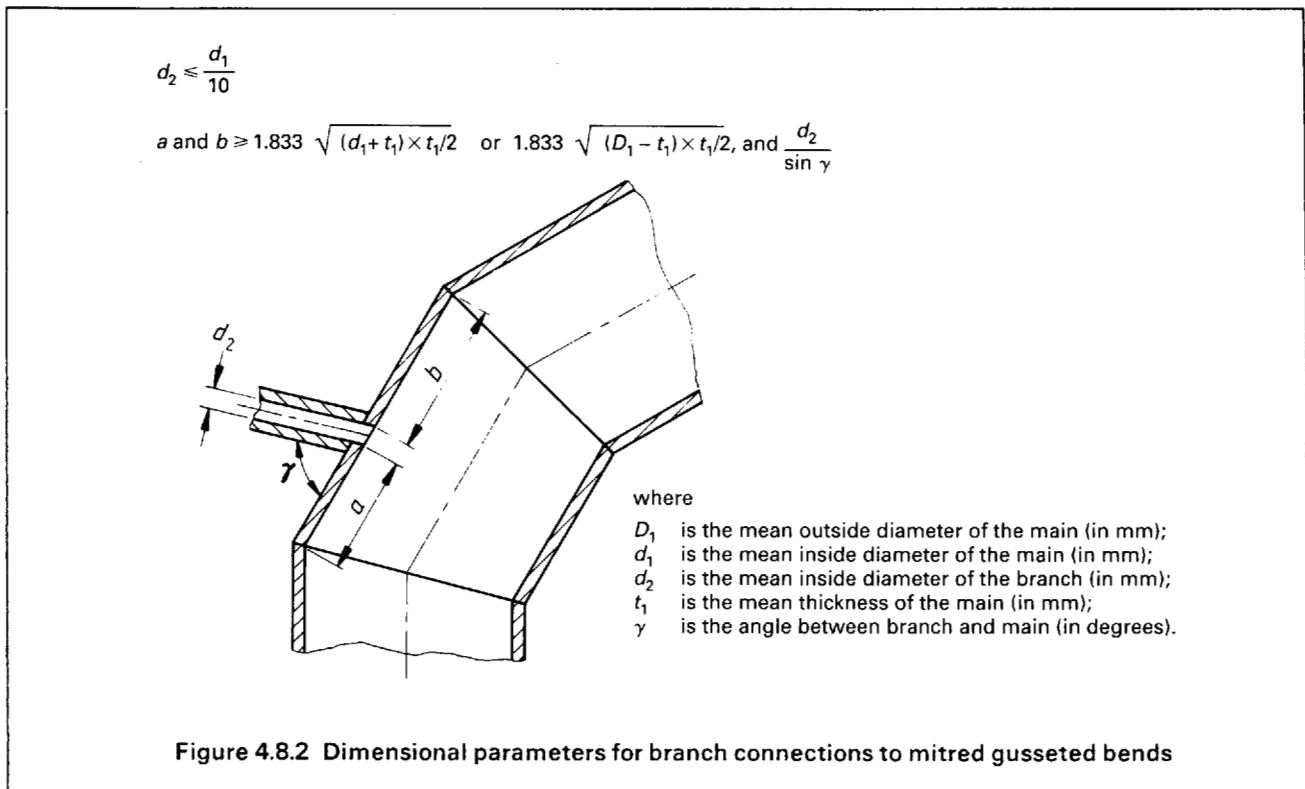 d₂ ≤ d₁/10
a and b ≥ 1.833 √((d₁ + t₁) × t₁/2) or 1.833 √((D₁ − t₁) × t₁/2), and d₂/sin γ
d₂
b
γ
a
where
D₁ is the mean outside diameter of the main (in mm);
d₁ is the mean inside diameter of the main (in mm);
d₂ is the mean inside diameter of the branch (in mm);
t₁ is the mean thickness of the main (in mm);
γ is the angle between branch and main (in degrees).
Figure 4.8.2 Dimensional parameters for branch connections to mitred gusseted bends